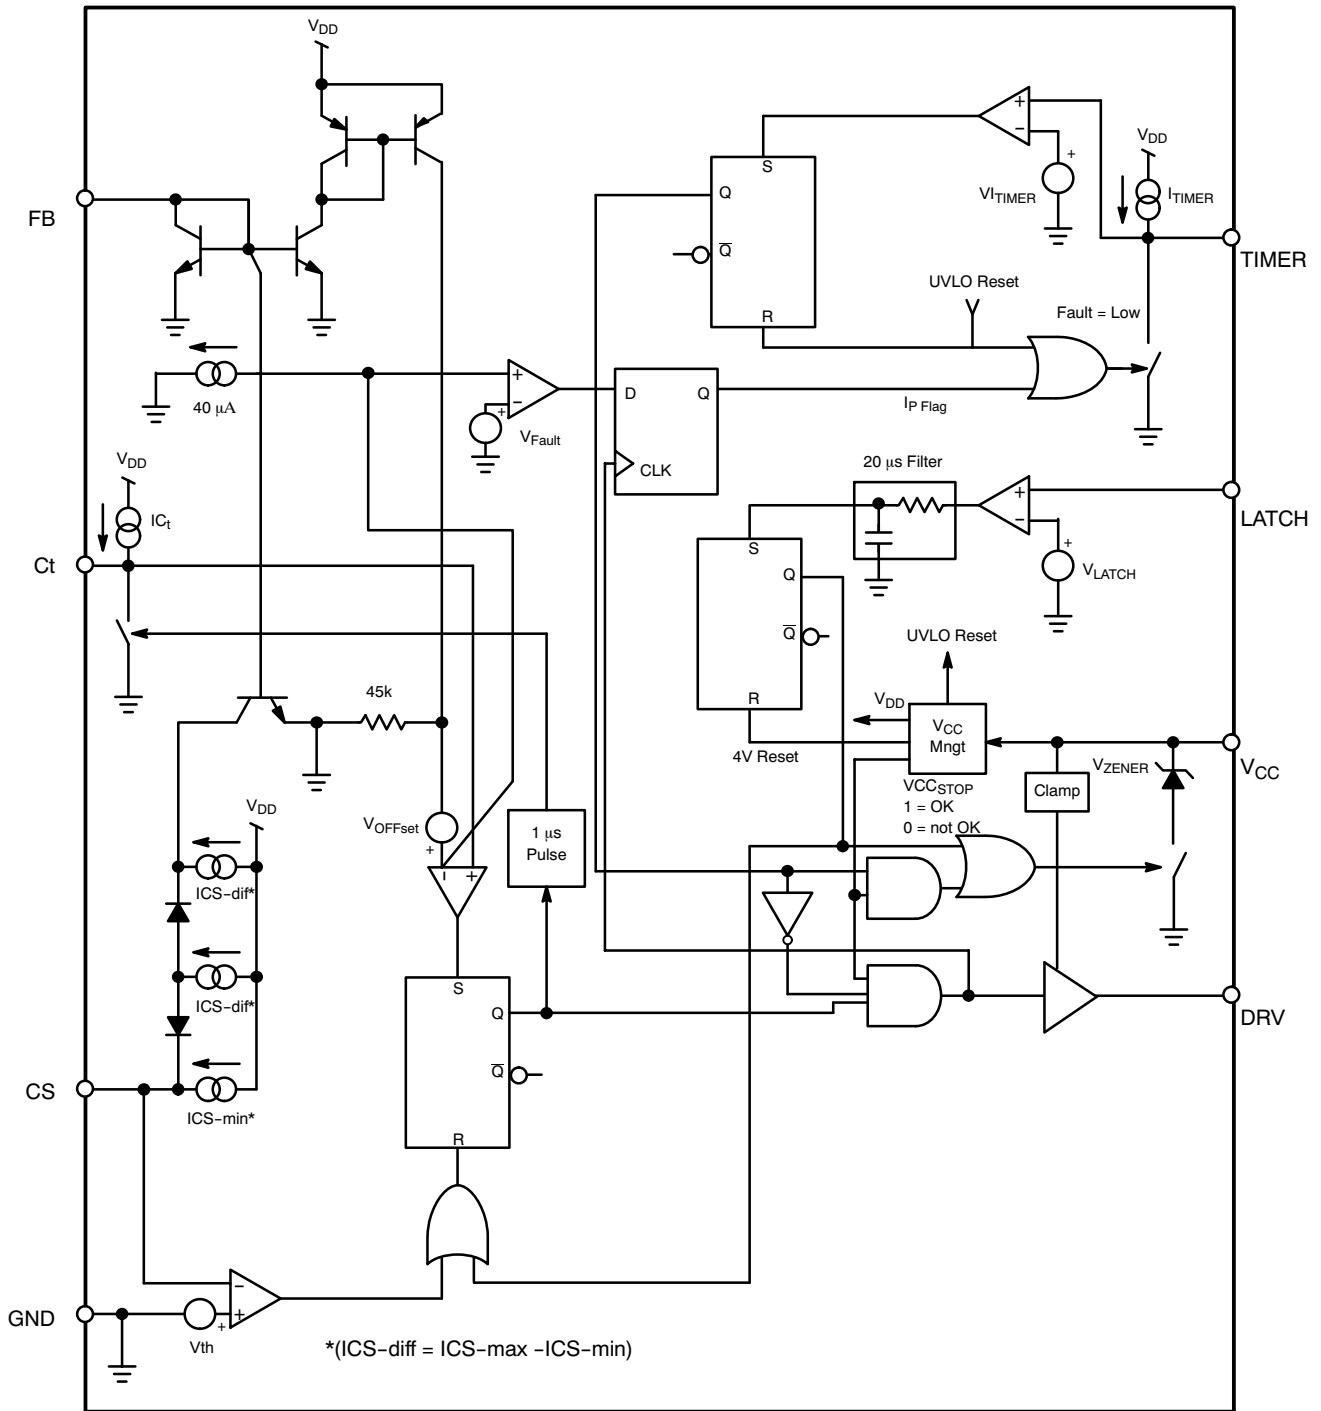 VDD
FB
S
+
−
VDD
Q
VITIMER
+
ITIMER
Q
TIMER
UVLO Reset
R
Fault = Low
40 µA
+
−
+
VFault
D
Q
CLK
IP Flag
VDD
ICt
20 µs Filter
+
−
LATCH
Ct
S
Q
+
VLATCH
Q
UVLO Reset
45k
R
VDD
VCC
Mngt
4V Reset
VZENER
VCC
VCCSTOP
1 = OK
0 = not OK
Clamp
VDD
VOFFset
+
1 µs
Pulse
− +
ICS−dif*
ICS−dif*
S
Q
DRV
Q
CS
ICS−min*
R
−
+
GND
Vth
+
*(ICS−diff = ICS−max −ICS−min)